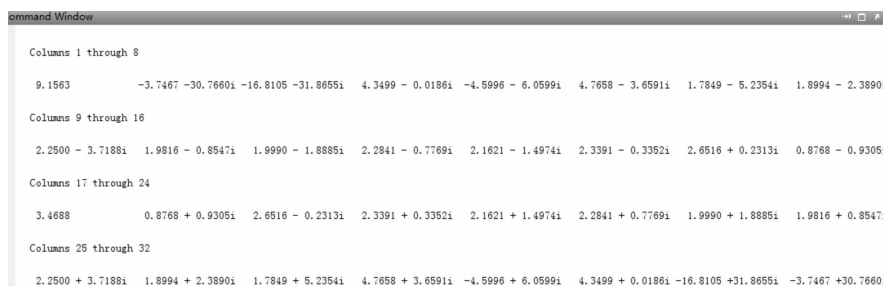 ommand Window
Columns 1 through 8
9.1563 -3.7467 -30.7660i -16.8105 -31.8655i 4.3499 - 0.0186i -4.5996 - 6.0599i 4.7658 - 3.6591i 1.7849 - 5.2354i 1.8994 - 2.3890
Columns 9 through 16
2.2500 - 3.7188i 1.9816 - 0.8547i 1.9990 - 1.8885i 2.2841 - 0.7769i 2.1621 - 1.4974i 2.3391 - 0.3352i 2.6516 + 0.2313i 0.8768 - 0.9305
Columns 17 through 24
3.4688 0.8768 + 0.9305i 2.6516 - 0.2313i 2.3391 + 0.3352i 2.1621 + 1.4974i 2.2841 + 0.7769i 1.9990 + 1.8885i 1.9816 + 0.8547
Columns 25 through 32
2.2500 + 3.7188i 1.8994 + 2.3890i 1.7849 + 5.2354i 4.7658 + 3.6591i -4.5996 + 6.0599i 4.3499 + 0.0186i -16.8105 +31.8655i -3.7467 +30.7660